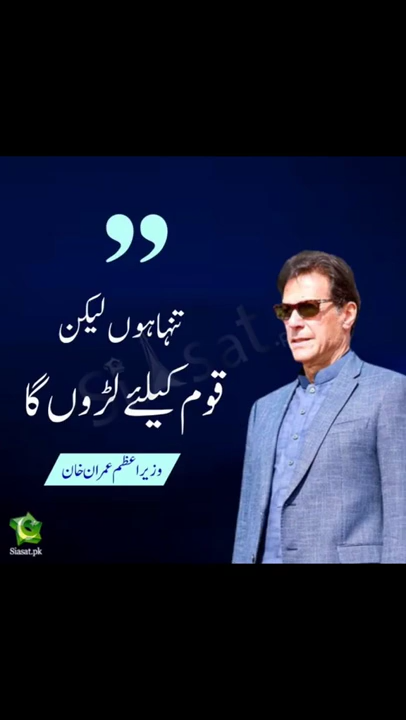 تنہا ہوں لیکن
قوم کیلئے لڑوں گا
وزیراعظم عمران خان
Siasat.pk